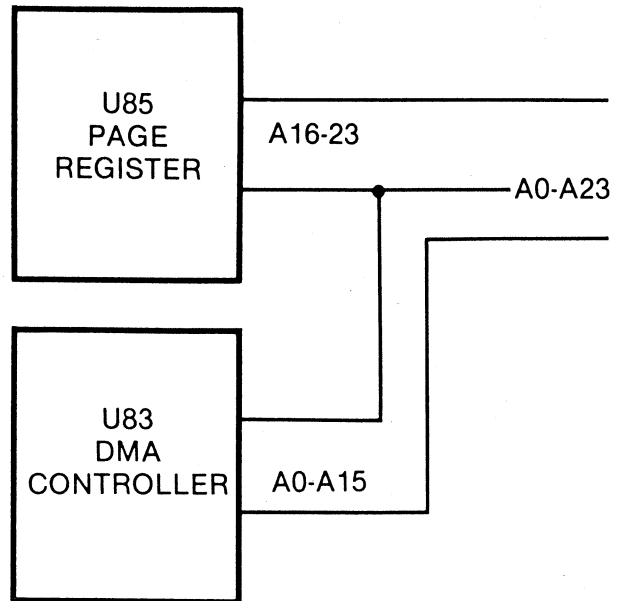 U85
PAGE
REGISTER
A16-23
A0-A23
U83
DMA
CONTROLLER
A0-A15